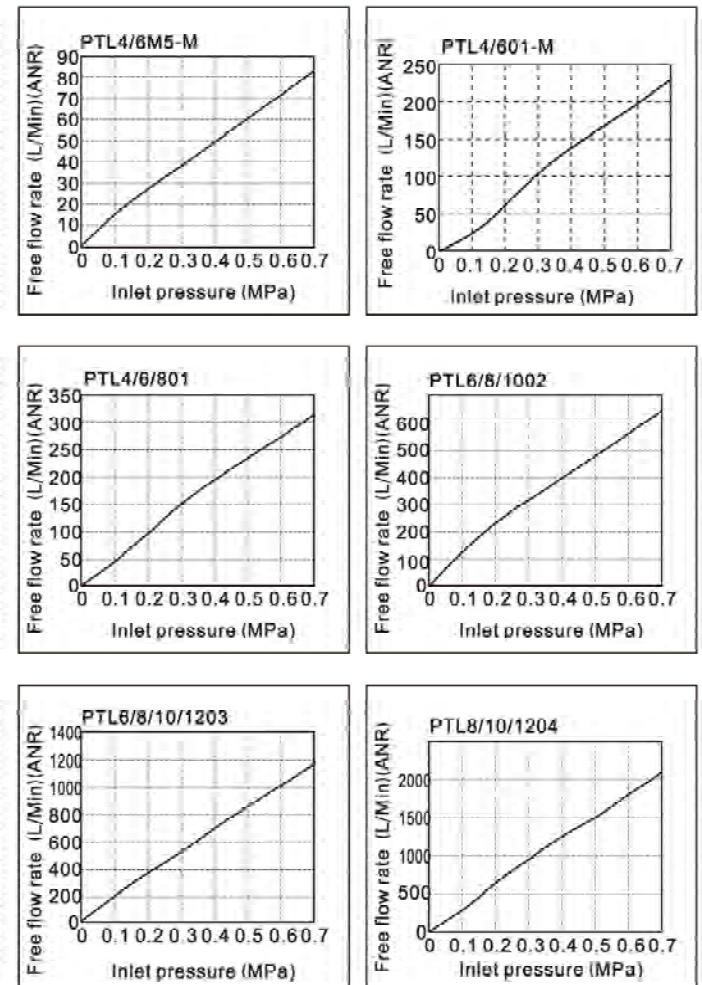 PTL4/6M5-M
Free flow rate (L/Min)(ANR)
90
80
70
60
50
40
30
20
10
0
0 0.1 0.2 0.3 0.4 0.5 0.6 0.7
Inlet pressure (MPa)
PTL4/601-M
Free flow rate (L/Min)(ANR)
250
200
150
100
50
0
0 0.1 0.2 0.3 0.4 0.5 0.6 0.7
Inlet pressure (MPa)
PTL4/6/801
Free flow rate (L/Min)(ANR)
350
300
250
200
150
100
50
0
0 0.1 0.2 0.3 0.4 0.5 0.6 0.7
Inlet pressure (MPa)
PTL6/8/1002
Free flow rate (L/Min)(ANR)
600
500
400
300
200
100
0
0 0.1 0.2 0.3 0.4 0.5 0.6 0.7
Inlet pressure (MPa)
PTL6/8/10/1203
Free flow rate (L/Min)(ANR)
1400
1200
1000
800
600
400
200
0
0 0.1 0.2 0.3 0.4 0.5 0.6 0.7
Inlet pressure (MPa)
PTL8/10/1204
Free flow rate (L/Min)(ANR)
2000
1500
1000
500
0
0 0.1 0.2 0.3 0.4 0.5 0.6 0.7
Inlet pressure (MPa)